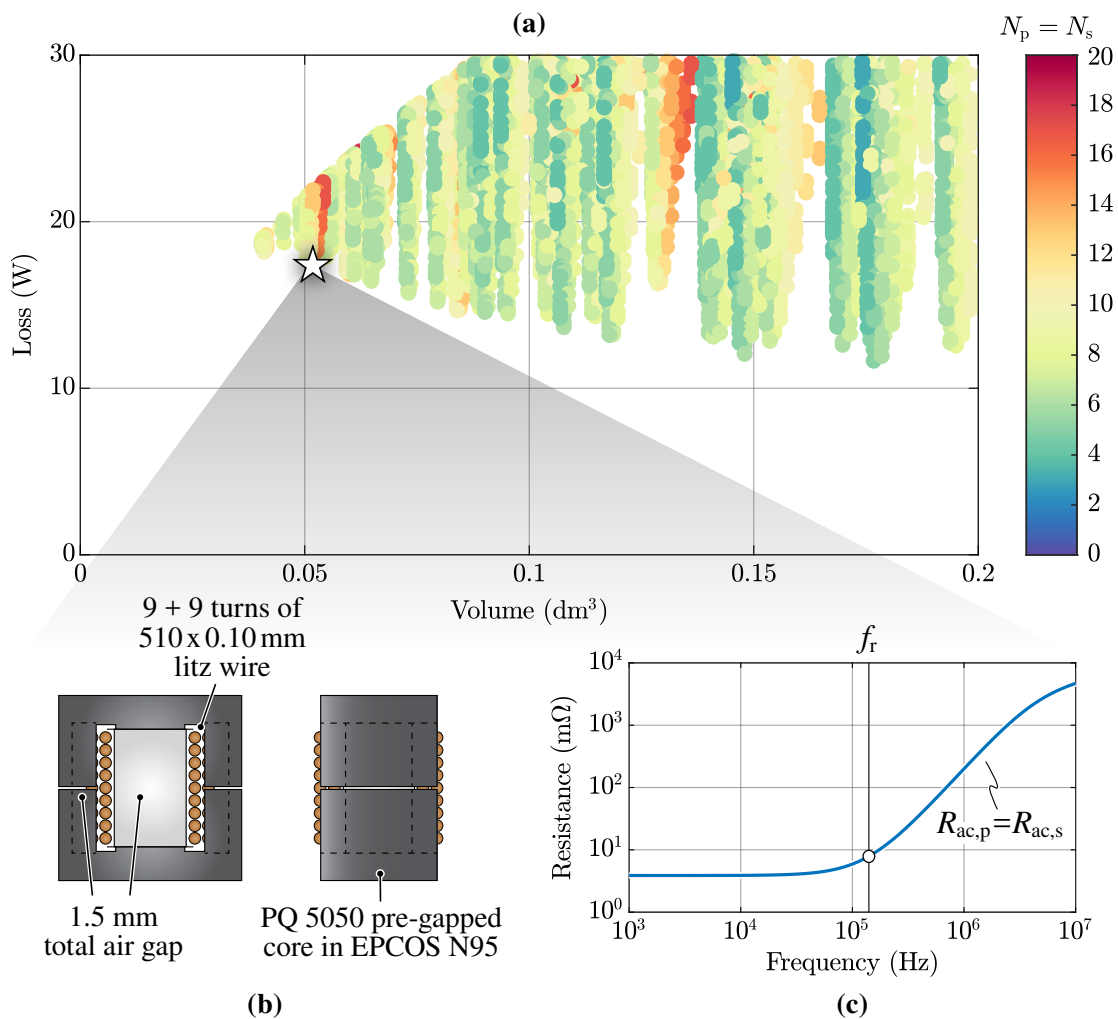 (a)
N_p = N_s
30
20
10
0
Loss (W)
0
0.05
0.1
0.15
0.2
Volume (dm³)
20
18
16
14
12
10
8
6
4
2
0
9 + 9 turns of
510 x 0.10 mm
litz wire
1.5 mm
total air gap
PQ 5050 pre-gapped
core in EPCOS N95
(b)
f_r
10⁴
10³
10²
10¹
10⁰
Resistance (mΩ)
R_ac,p=R_ac,s
10³
10⁴
10⁵
10⁶
10⁷
Frequency (Hz)
(c)